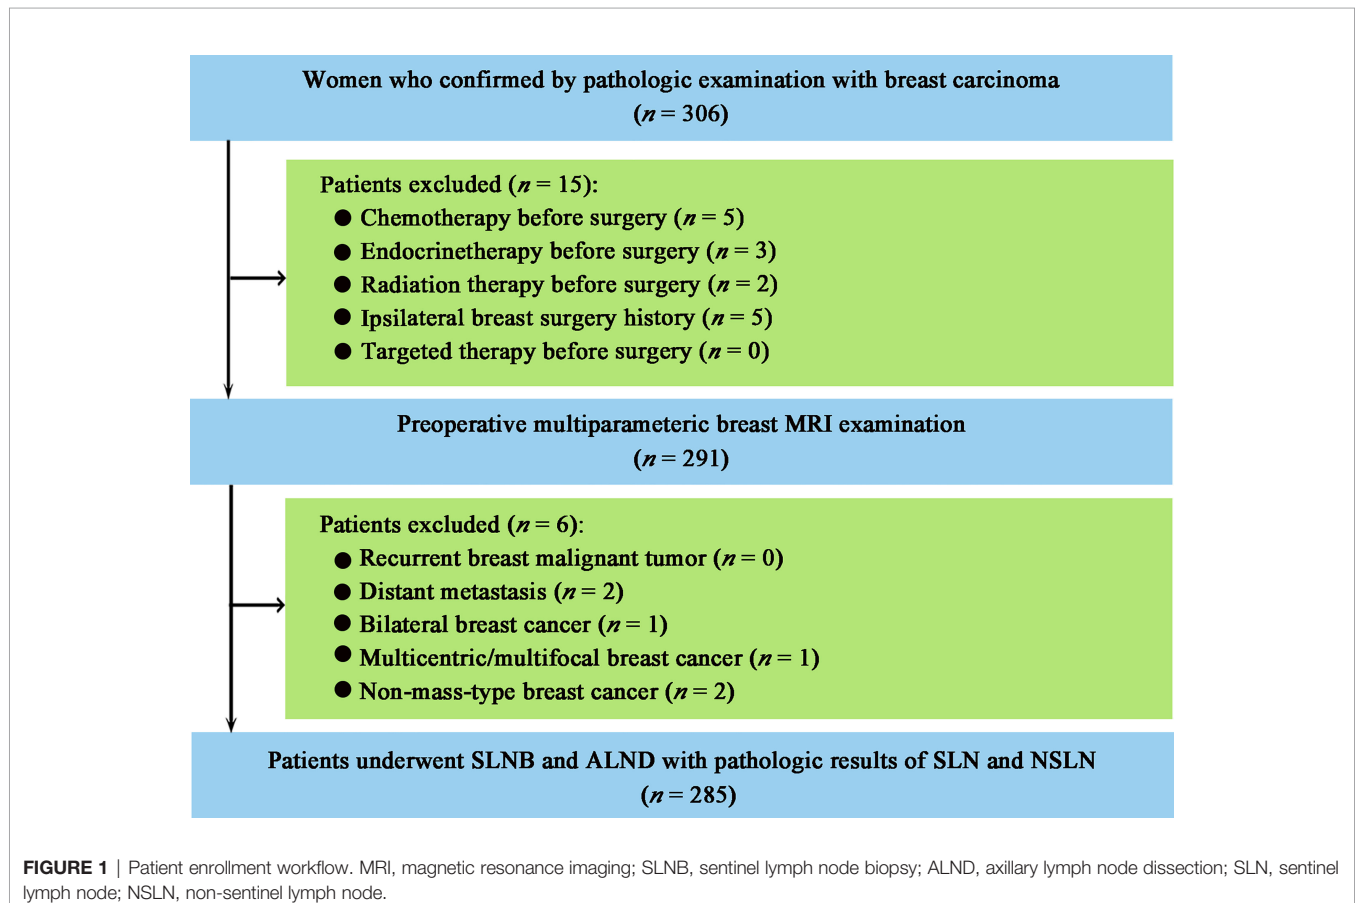 Women who confirmed by pathologic examination with breast carcinoma
(n = 306)
Patients excluded (n = 15):
● Chemotherapy before surgery (n = 5)
● Endocrinetherapy before surgery (n = 3)
● Radiation therapy before surgery (n = 2)
● Ipsilateral breast surgery history (n = 5)
● Targeted therapy before surgery (n = 0)
Preoperative multiparameteric breast MRI examination
(n = 291)
Patients excluded (n = 6):
● Recurrent breast malignant tumor (n = 0)
● Distant metastasis (n = 2)
● Bilateral breast cancer (n = 1)
● Multicentric/multifocal breast cancer (n = 1)
● Non-mass-type breast cancer (n = 2)
Patients underwent SLNB and ALND with pathologic results of SLN and NSLN
(n = 285)
FIGURE 1 | Patient enrollment workflow. MRI, magnetic resonance imaging; SLNB, sentinel lymph node biopsy; ALND, axillary lymph node dissection; SLN, sentinel
lymph node; NSLN, non-sentinel lymph node.